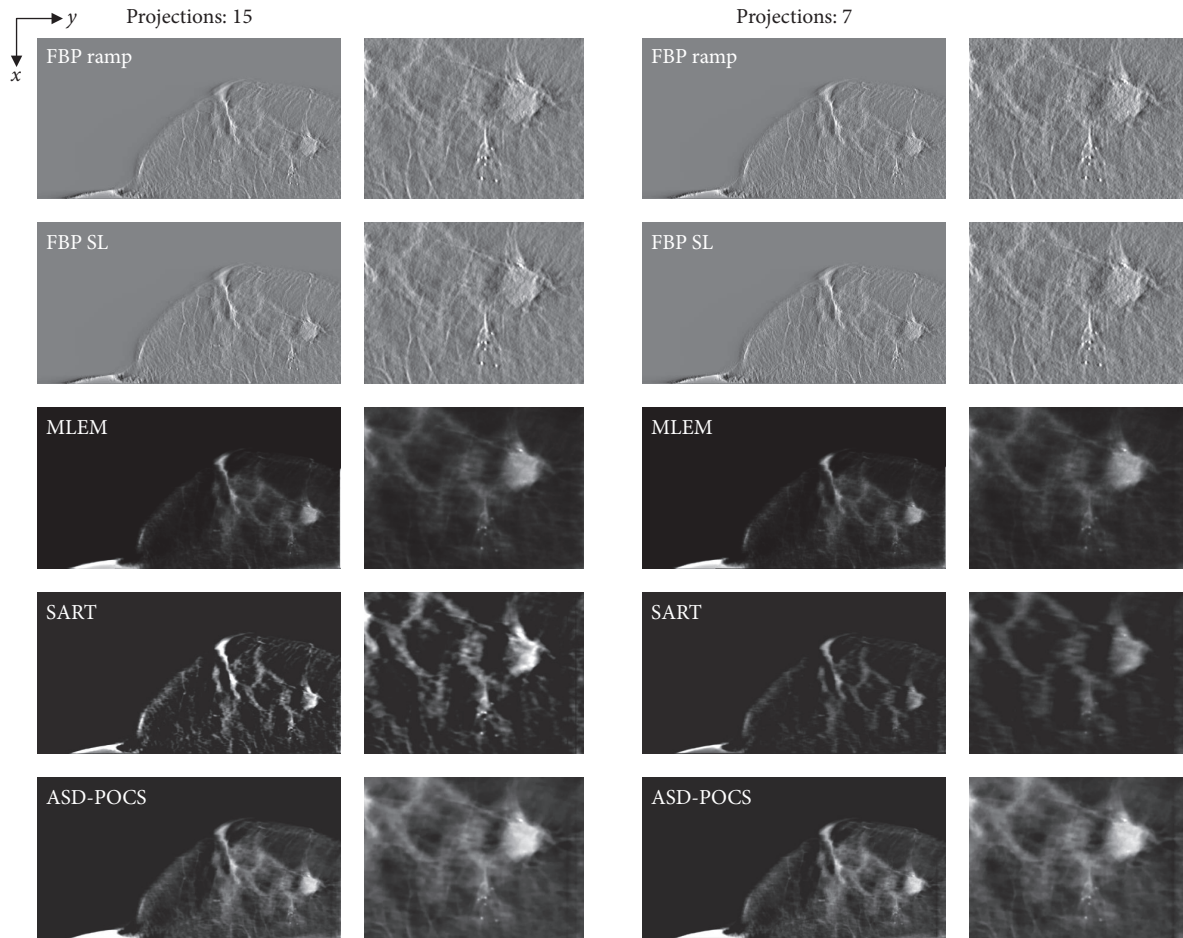 y
Projections: 15
Projections: 7
x
FBP ramp
FBP ramp
FBP SL
FBP SL
MLEM
MLEM
SART
SART
ASD-POCS
ASD-POCS